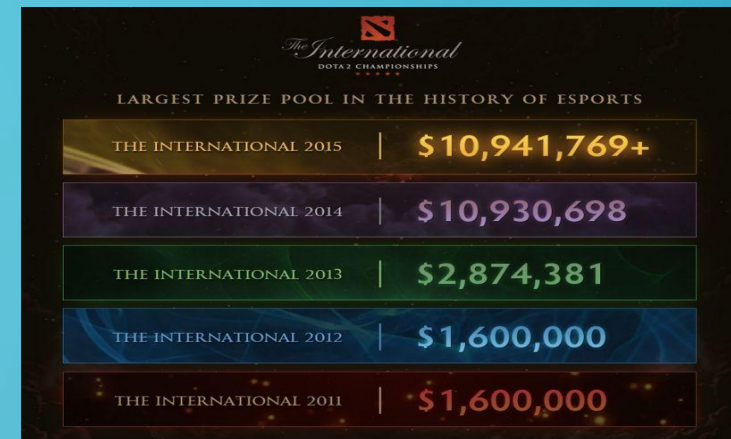 The International
DOTA 2 CHAMPIONSHIPS
LARGEST PRIZE POOL IN THE HISTORY OF ESPORTS
THE INTERNATIONAL 2015 | $10,941,769+
THE INTERNATIONAL 2014 | $10,930,698
THE INTERNATIONAL 2013 | $2,874,381
THE INTERNATIONAL 2012 | $1,600,000
THE INTERNATIONAL 2011 | $1,600,000